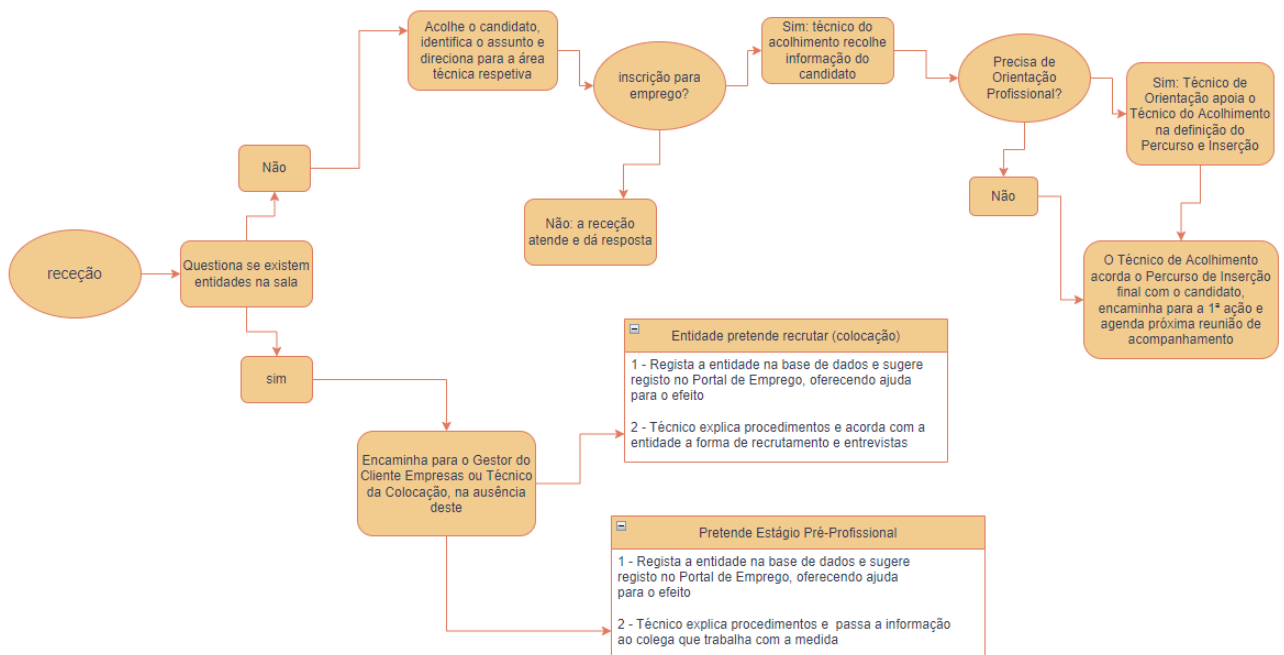 receção
Questiona se existem
entidades na sala
Não
Acolhe o candidato,
identifica o assunto e
direciona para a área
técnica respetiva
inscrição para
emprego?
Não: a receção
atende e dá resposta
Sim: técnico do
acolhimento recolhe
informação do
candidato
Precisa de
Orientação
Profissional?
Não
Sim: Técnico de
Orientação apoia o
Técnico do Acolhimento
na definição do
Percurso e Inserção
O Técnico de Acolhimento
acorda o Percurso de Inserção
final com o candidato,
encaminha para a 1ª ação e
agenda próxima reunião de
acompanhamento
sim
Encaminha para o Gestor do
Cliente Empresas ou Técnico
da Colocação, na ausência
deste
Entidade pretende recrutar (colocação)
1 - Regista a entidade na base de dados e sugere
registo no Portal de Emprego, oferecendo ajuda
para o efeito
2 - Técnico explica procedimentos e acorda com a
entidade a forma de recrutamento e entrevistas
Pretende Estágio Pré-Profissional
1 - Regista a entidade na base de dados e sugere
registo no Portal de Emprego, oferecendo ajuda
para o efeito
2 - Técnico explica procedimentos e  passa a informação
ao colega que trabalha com a medida